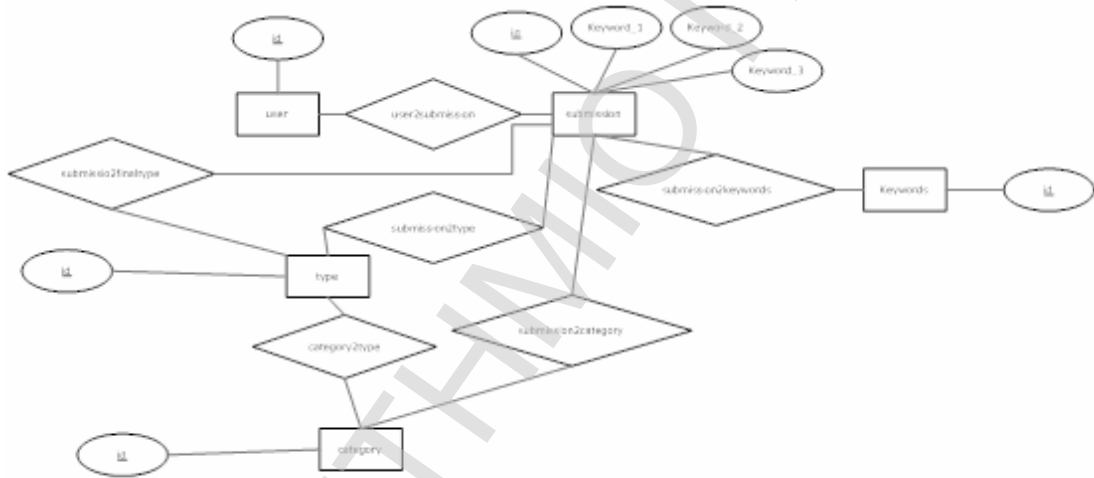 id
id
Keyword_1
Keyword_2
Keyword_3
user
user2submission
submission
submissio2finaltype
submission2keywords
Keywords
id
submission2type
id
type
submission2category
category2type
category
id
THMIO